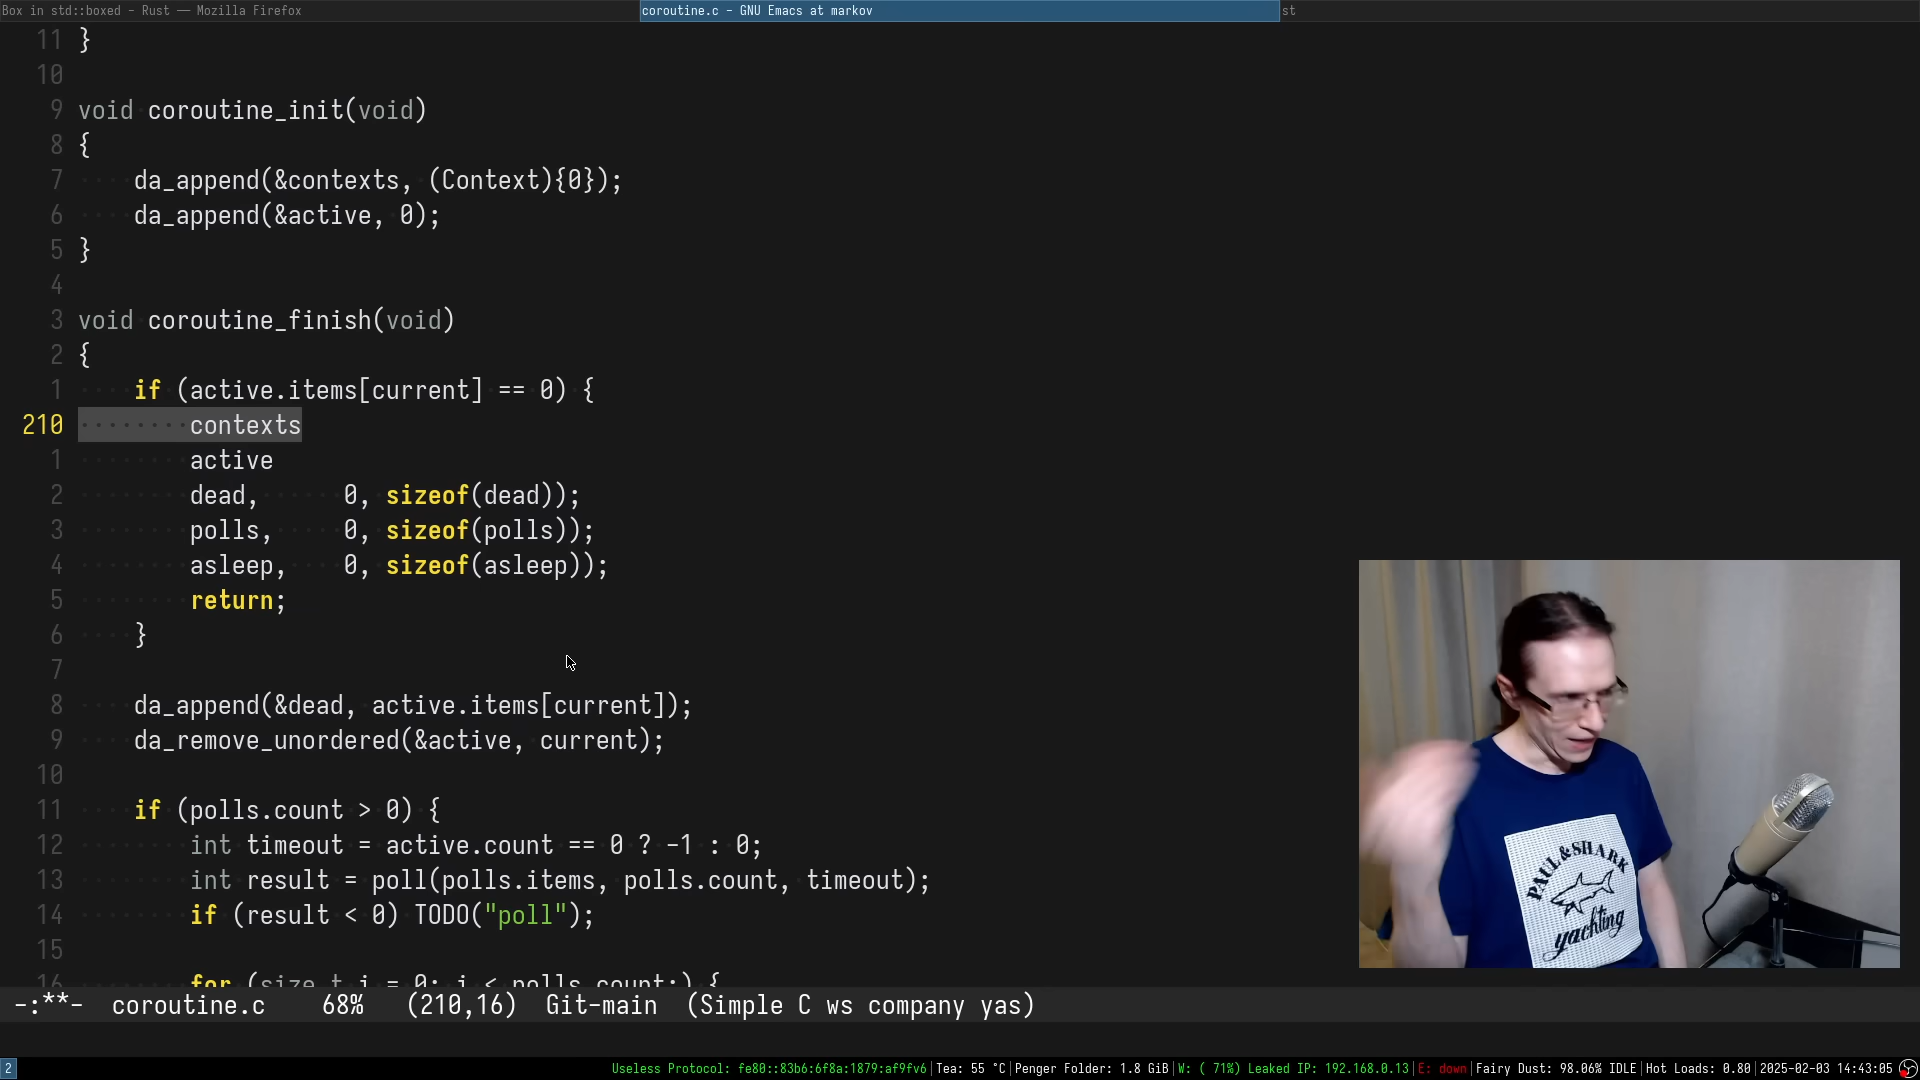 Box in std::boxed - Rust — Mozilla Firefox
coroutine.c - GNU Emacs at markov
st
11 }
10
9 void coroutine_init(void)
8 {
7 da_append(&contexts, (Context){0});
6 da_append(&active, 0);
5 }
4
3 void coroutine_finish(void)
2 {
1 if (active.items[current] == 0) {
210 contexts
1 active
2 dead, 0, sizeof(dead));
3 polls, 0, sizeof(polls));
4 asleep, 0, sizeof(asleep));
5 return;
6 }
7
8 da_append(&dead, active.items[current]);
9 da_remove_unordered(&active, current);
10
11 if (polls.count > 0) {
12 int timeout = active.count == 0 ? -1 : 0;
13 int result = poll(polls.items, polls.count, timeout);
14 if (result < 0) TODO("poll");
15
16 for (size_t i = 0; i < polls.count;) {
PAUL&SHARK
yachting
-:**- coroutine.c 68% (210,16) Git-main (Simple C ws company yas)
2
Useless Protocol: fe80::83b6:6f8a:1879:af9fv6|Tea: 55 °C|Penger Folder: 1.8 GiB|W: ( 71%) Leaked IP: 192.168.0.13|E: down|Fairy Dust: 98.06% IDLE|Hot Loads: 0.80|2025-02-03 14:43:05